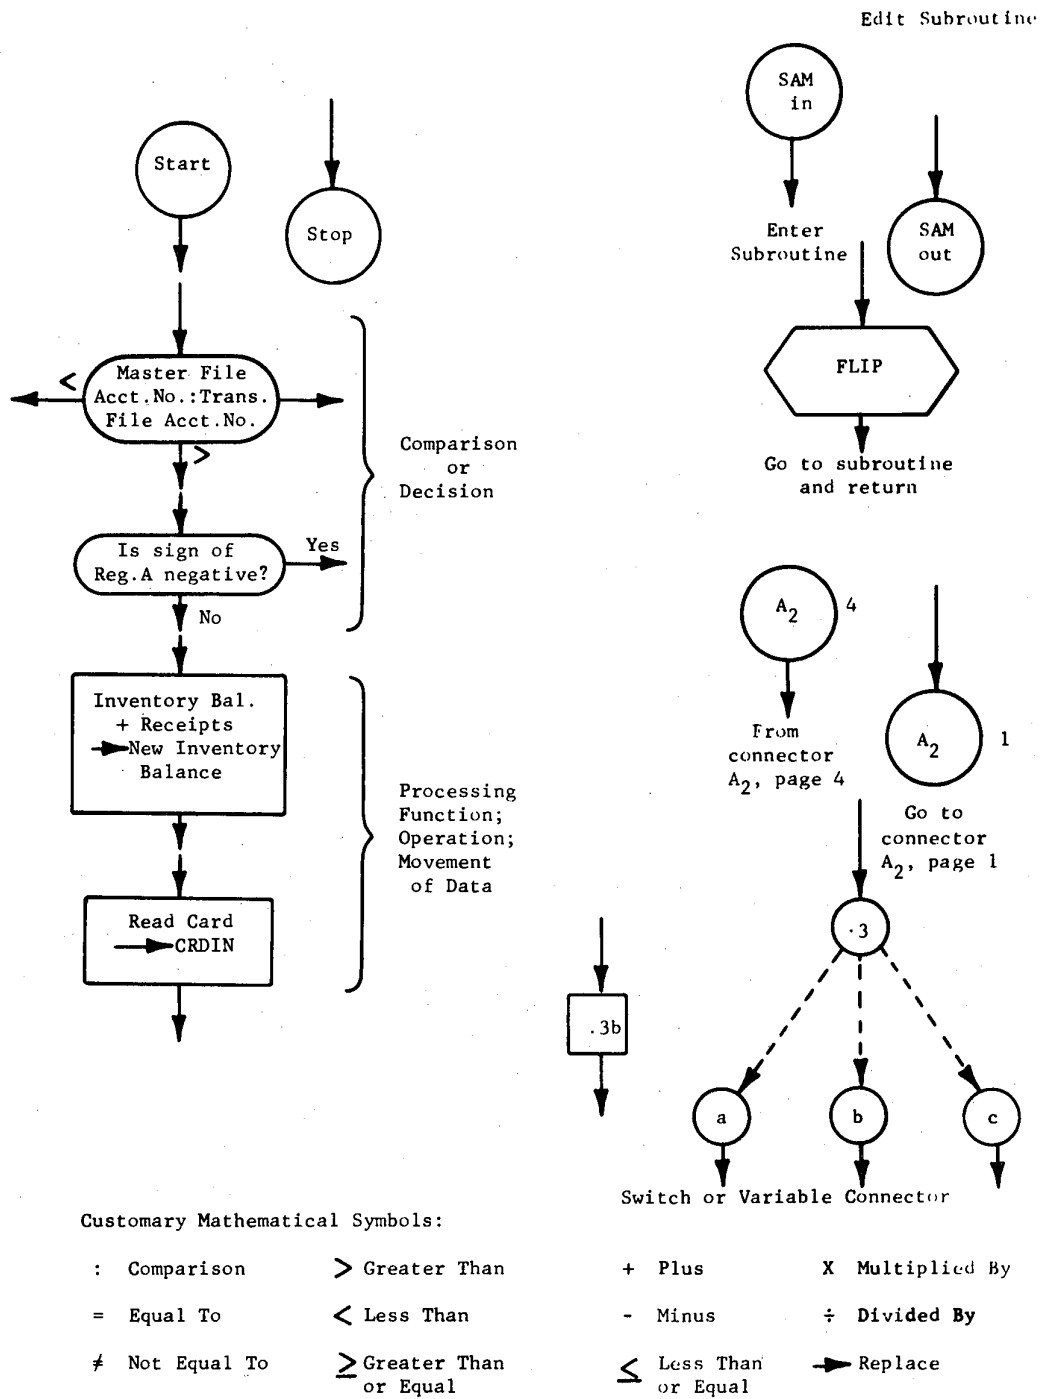 Edit Subroutine
Start
Stop
SAM
in
SAM
out
Enter
Subroutine
<
Master File
Acct.No.:Trans.
File Acct.No.
>
Comparison
or
Decision
FLIP
Go to subroutine
and return
Is sign of
Reg.A negative?
Yes
No
A2 4
A2 1
From
connector
A2, page 4
Go to
connector
A2, page 1
Inventory Bal.
+ Receipts
→New Inventory
Balance
Processing
Function;
Operation;
Movement
of Data
Read Card
→CRDIN
.3
.3b
a
b
c
Switch or Variable Connector
Customary Mathematical Symbols:
: Comparison > Greater Than + Plus X Multiplied By
= Equal To < Less Than - Minus ÷ Divided By
≠ Not Equal To ≥ Greater Than ≤ Less Than → Replace
or Equal or Equal